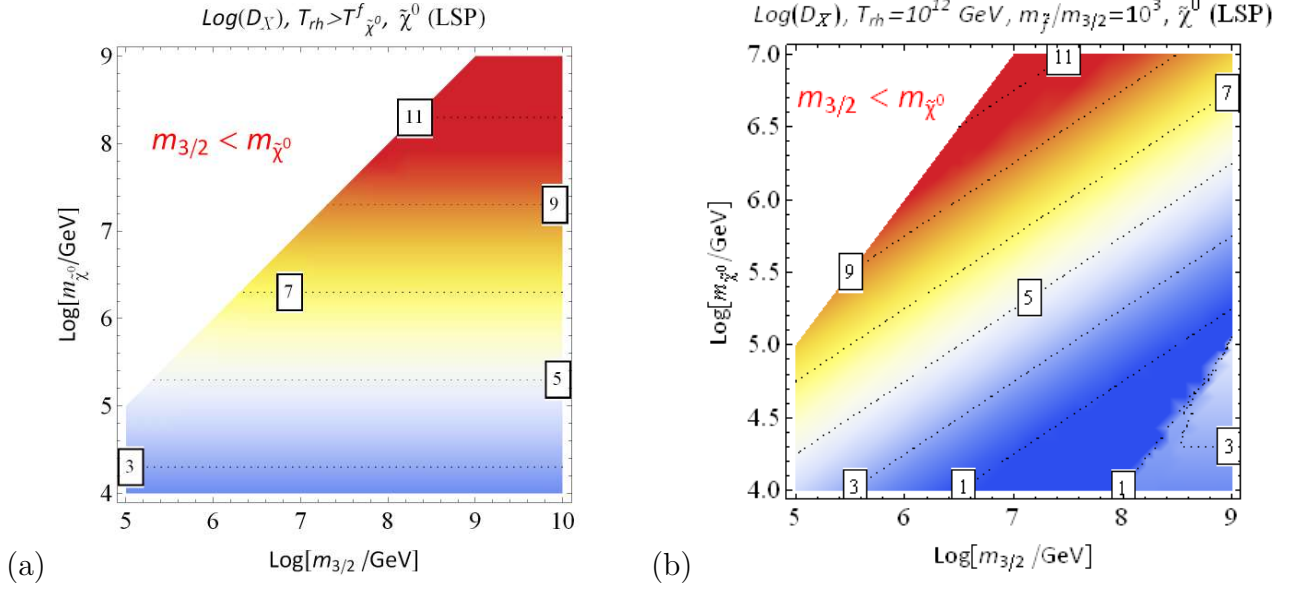 Log(D_X), T_rh>T^f_χ̃⁰, χ̃⁰ (LSP)
9
8
7
6
5
4
Log[m_χ̃⁰/GeV]
m_3/2 < m_χ̃⁰
11
9
7
5
3
5 6 7 8 9 10
Log[m_3/2 /GeV]
(a)
Log(D_X), T_rh=10^12 GeV, m_f̃/m_3/2=10^3, χ̃⁰ (LSP)
7.0
6.5
6.0
5.5
5.0
4.5
4.0
Log[m_χ̃⁰/GeV]
m_3/2 < m_χ̃⁰
11
7
9
5
3
3 1 1
5 6 7 8 9
Log[m_3/2 /GeV]
(b)